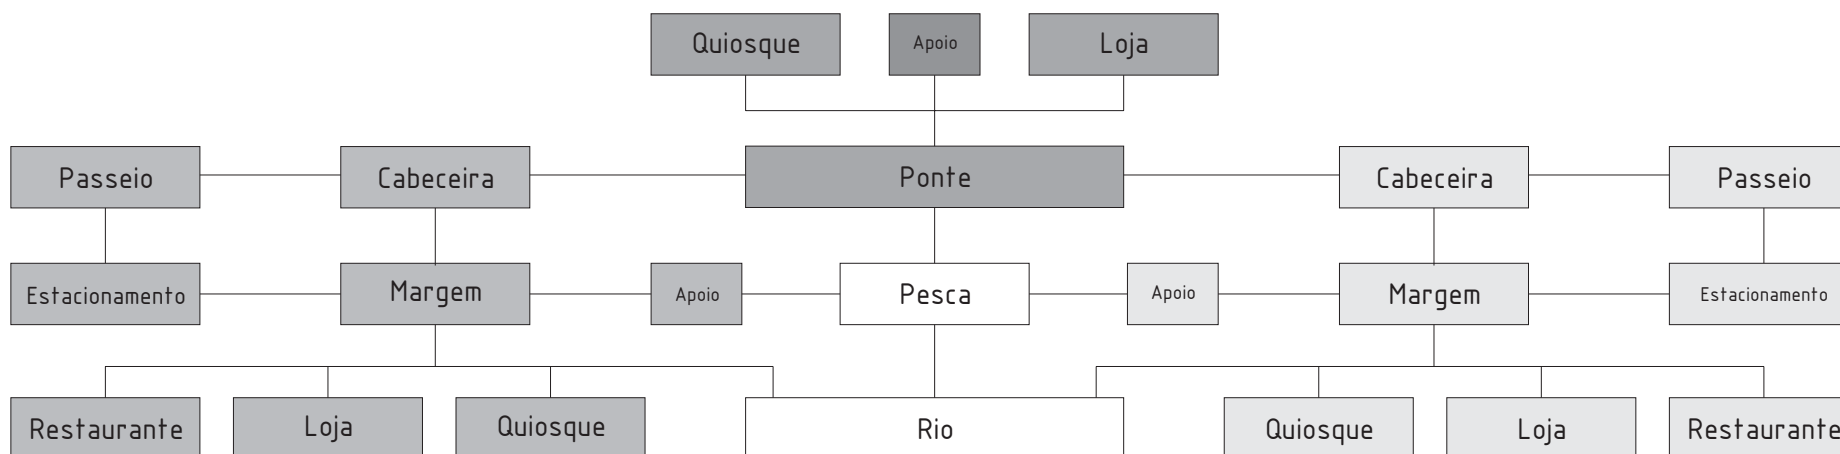 Quiosque
Apoio
Loja
Passeio
Cabeceira
Ponte
Cabeceira
Passeio
Estacionamento
Margem
Apoio
Pesca
Apoio
Margem
Estacionamento
Restaurante
Loja
Quiosque
Rio
Quiosque
Loja
Restaurante